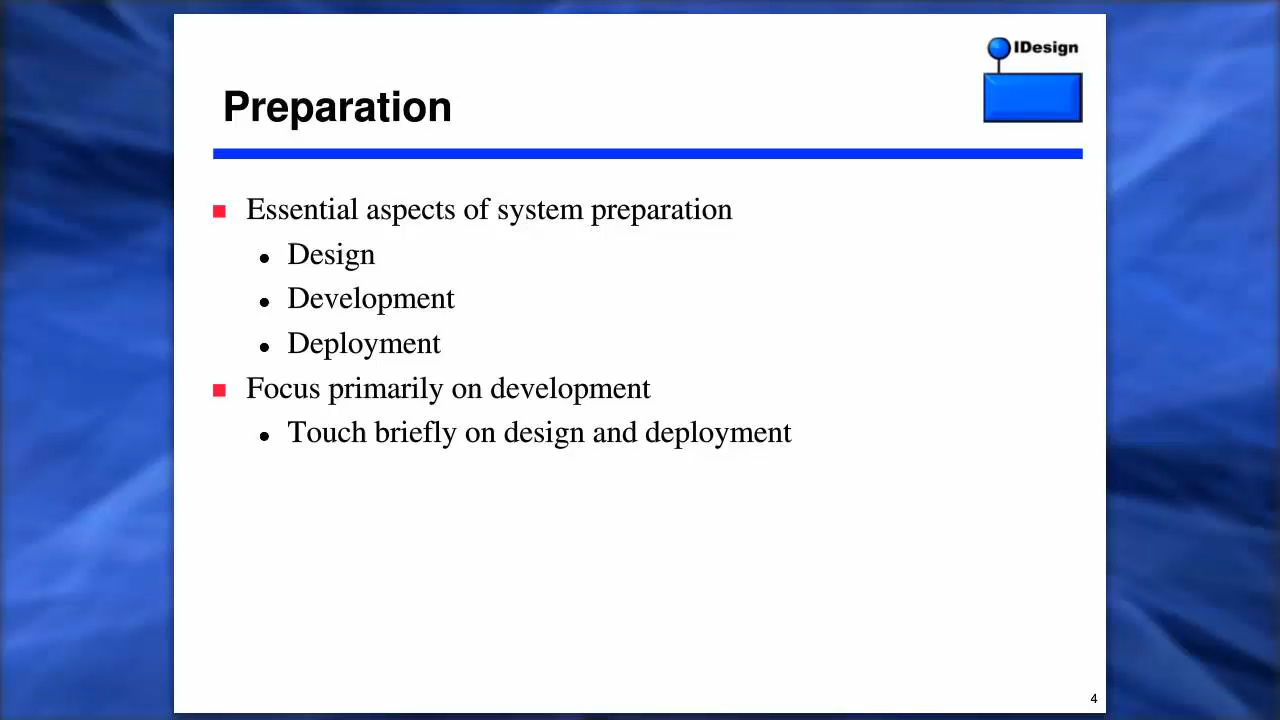 IDesign
Preparation
Essential aspects of system preparation
Design
Development
Deployment
Focus primarily on development
Touch briefly on design and deployment
4